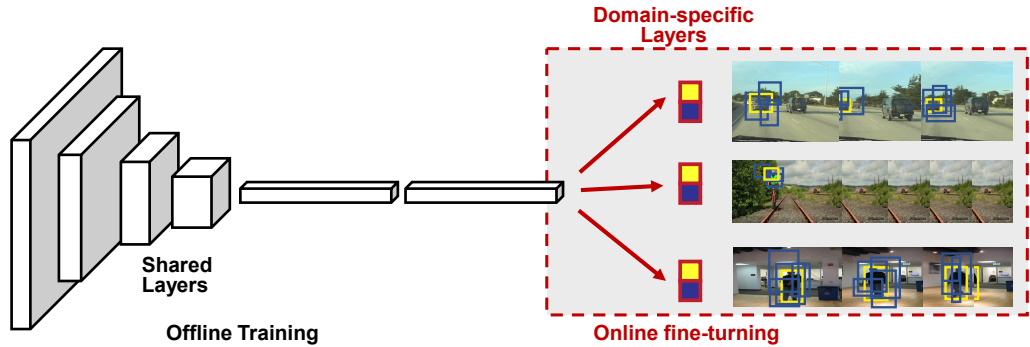 Domain-specific
Layers
Shared
Layers
Offline Training
Online fine-turning